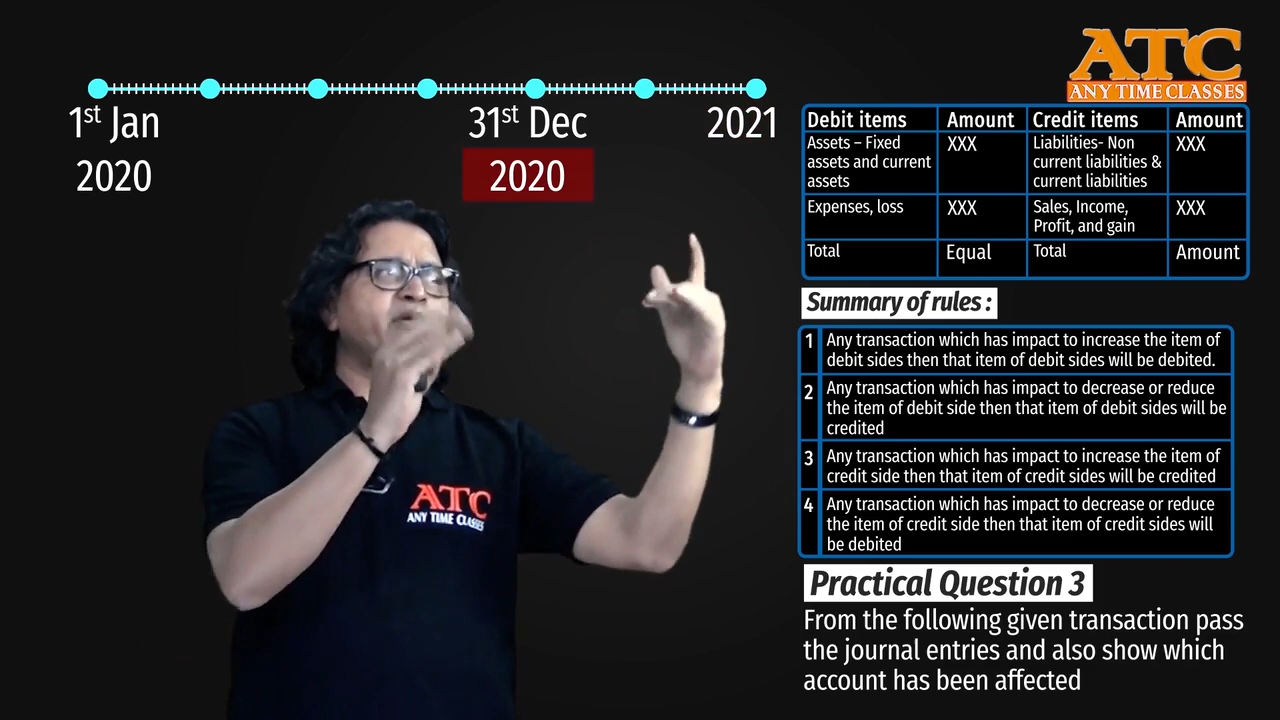 ATC
ANY TIME CLASSES
1st Jan
2020
31st Dec
2020
2021
Debit items Amount Credit items Amount
Assets – Fixed
assets and current
assets
XXX
Liabilities- Non
current liabilities &
current liabilities
XXX
Expenses, loss
XXX
Sales, Income,
Profit, and gain
XXX
Total Equal Total Amount
Summary of rules :
1 Any transaction which has impact to increase the item of
debit sides then that item of debit sides will be debited.
2 Any transaction which has impact to decrease or reduce
the item of debit side then that item of debit sides will be
credited
3 Any transaction which has impact to increase the item of
credit side then that item of credit sides will be credited
4 Any transaction which has impact to decrease or reduce
the item of credit side then that item of credit sides will
be debited
Practical Question 3
From the following given transaction pass
the journal entries and also show which
account has been affected
ATC
ANY TIME CLASSES